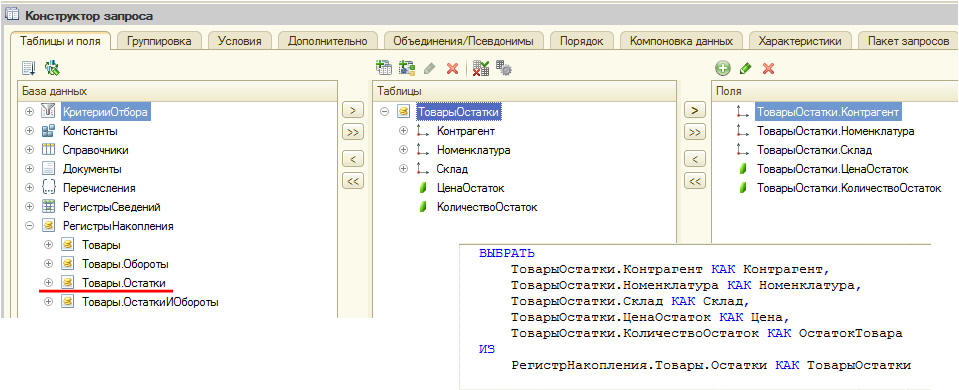 Конструктор запроса
Таблицы и поля
Группировка
Условия
Дополнительно
Объединения/Псевдонимы
Порядок
Компоновка данных
Характеристики
Пакет запросов
База данных
КритерииОтбора
Константы
Справочники
Документы
Перечисления
РегистрыСведений
РегистрыНакопления
Товары
Товары.Обороты
Товары.Остатки
Товары.ОстаткиИОбороты
>
>>
<
<<
Таблицы
ТоварыОстатки
Контрагент
Номенклатура
Склад
ЦенаОстаток
КоличествоОстаток
>
>>
<
<<
Поля
ТоварыОстатки.Контрагент
ТоварыОстатки.Номенклатура
ТоварыОстатки.Склад
ТоварыОстатки.ЦенаОстаток
ТоварыОстатки.КоличествоОстаток
ВЫБРАТЬ
ТоварыОстатки.Контрагент КАК Контрагент,
ТоварыОстатки.Номенклатура КАК Номенклатура,
ТоварыОстатки.Склад КАК Склад,
ТоварыОстатки.ЦенаОстаток КАК Цена,
ТоварыОстатки.КоличествоОстаток КАК ОстатокТовара
ИЗ
РегистрНакопления.Товары.Остатки КАК ТоварыОстатки